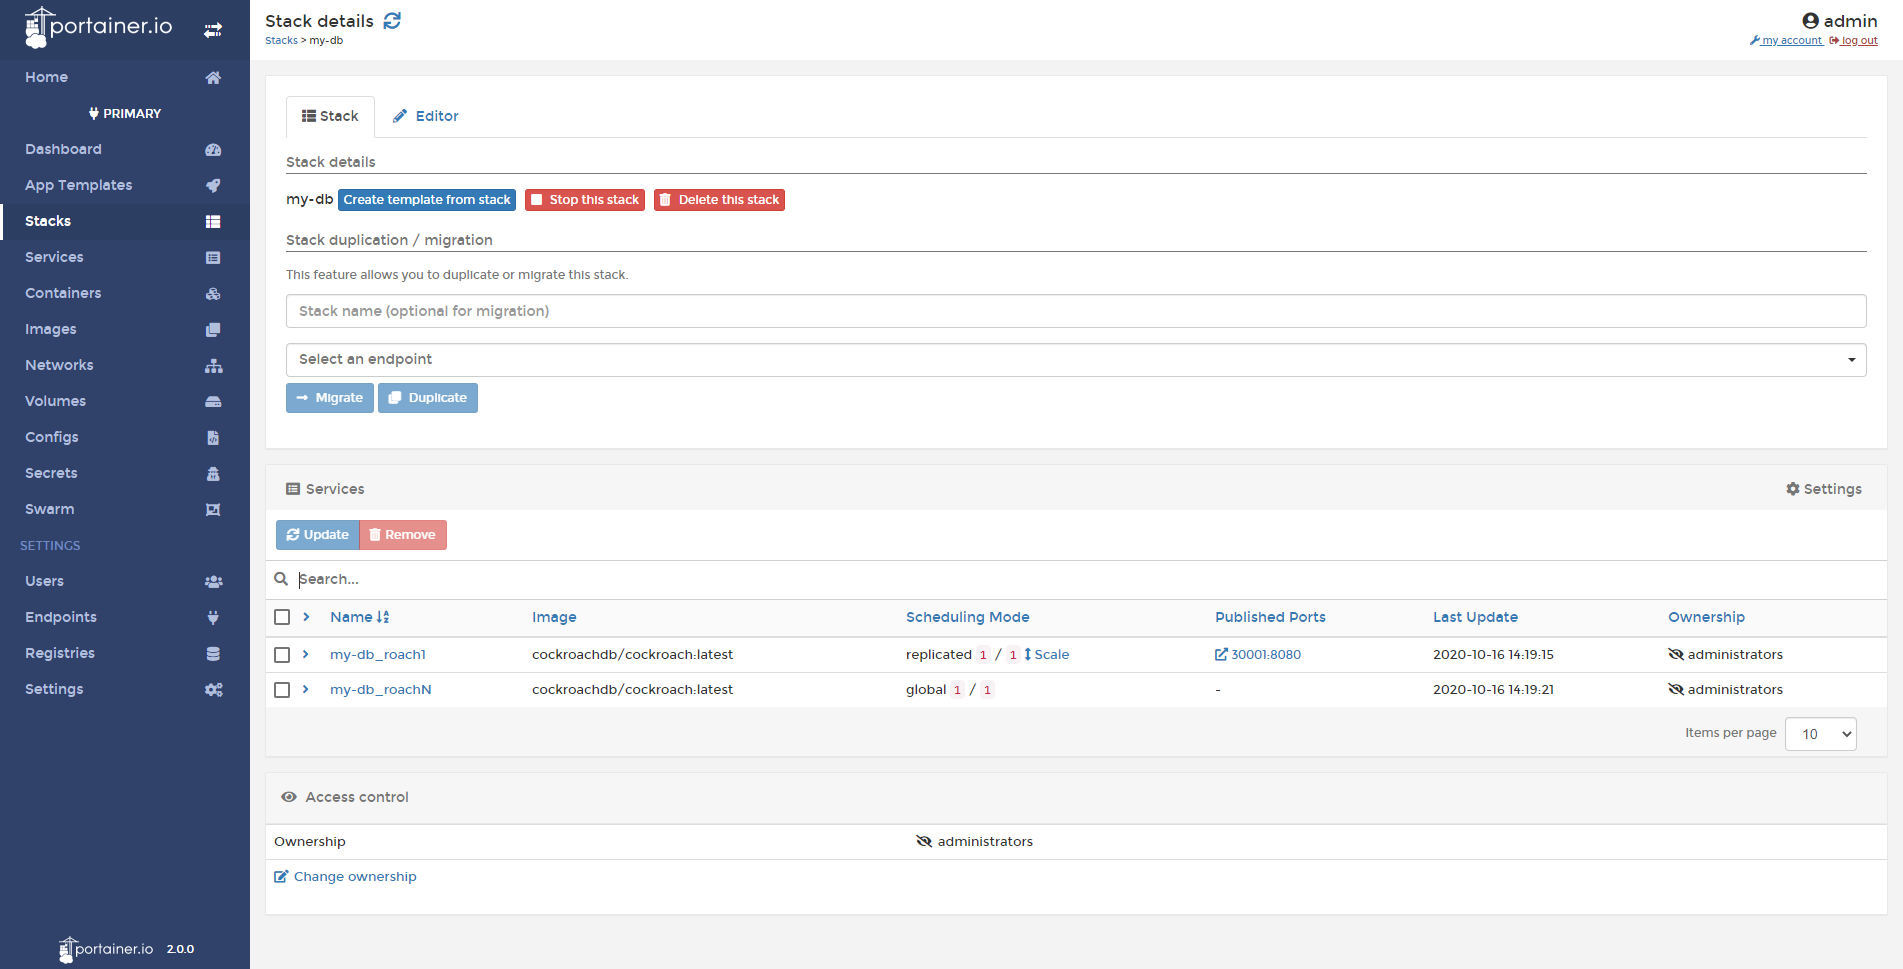 portainer.io
Home
PRIMARY
Dashboard
App Templates
Stacks
Services
Containers
Images
Networks
Volumes
Configs
Secrets
Swarm
SETTINGS
Users
Endpoints
Registries
Settings
portainer.io 2.0.0
Stack details
Stacks > my-db
admin
my account log out
Stack Editor
Stack details
my-db Create template from stack Stop this stack Delete this stack
Stack duplication / migration
This feature allows you to duplicate or migrate this stack.
Stack name (optional for migration)
Select an endpoint
Migrate Duplicate
Services Settings
Update Remove
Search...
Name Image Scheduling Mode Published Ports Last Update Ownership
my-db_roach1 cockroachdb/cockroach:latest replicated 1 / 1 Scale 30001:8080 2020-10-16 14:19:15 administrators
my-db_roachN cockroachdb/cockroach:latest global 1 / 1 - 2020-10-16 14:19:21 administrators
Items per page 10
Access control
Ownership administrators
Change ownership